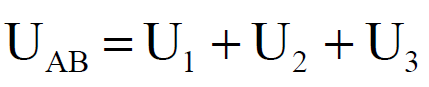 U_AB = U_1 + U_2 + U_3